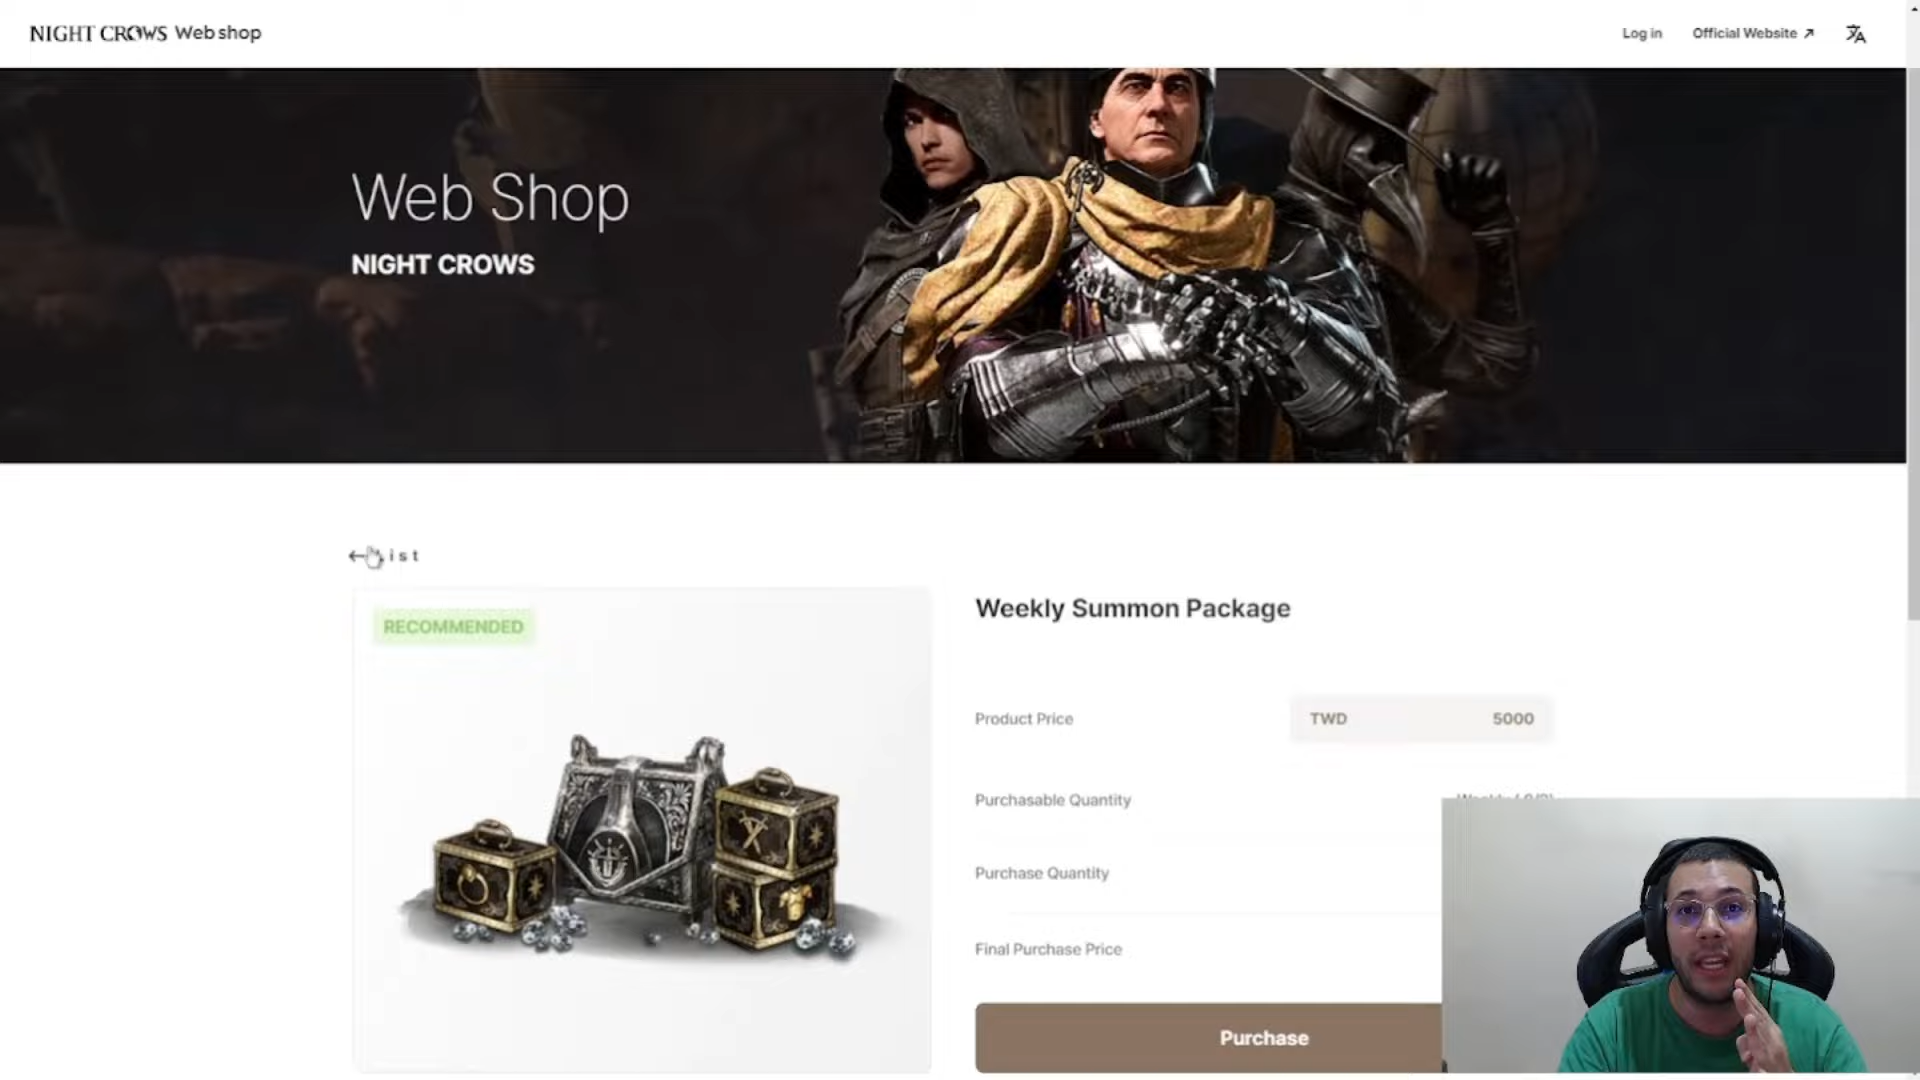 NIGHT CROWS Web shop
Log in
Official Website
Web Shop
NIGHT CROWS
RECOMMENDED
Weekly Summon Package
Product Price
TWD 5000
Purchasable Quantity
Purchase Quantity
Final Purchase Price
Purchase